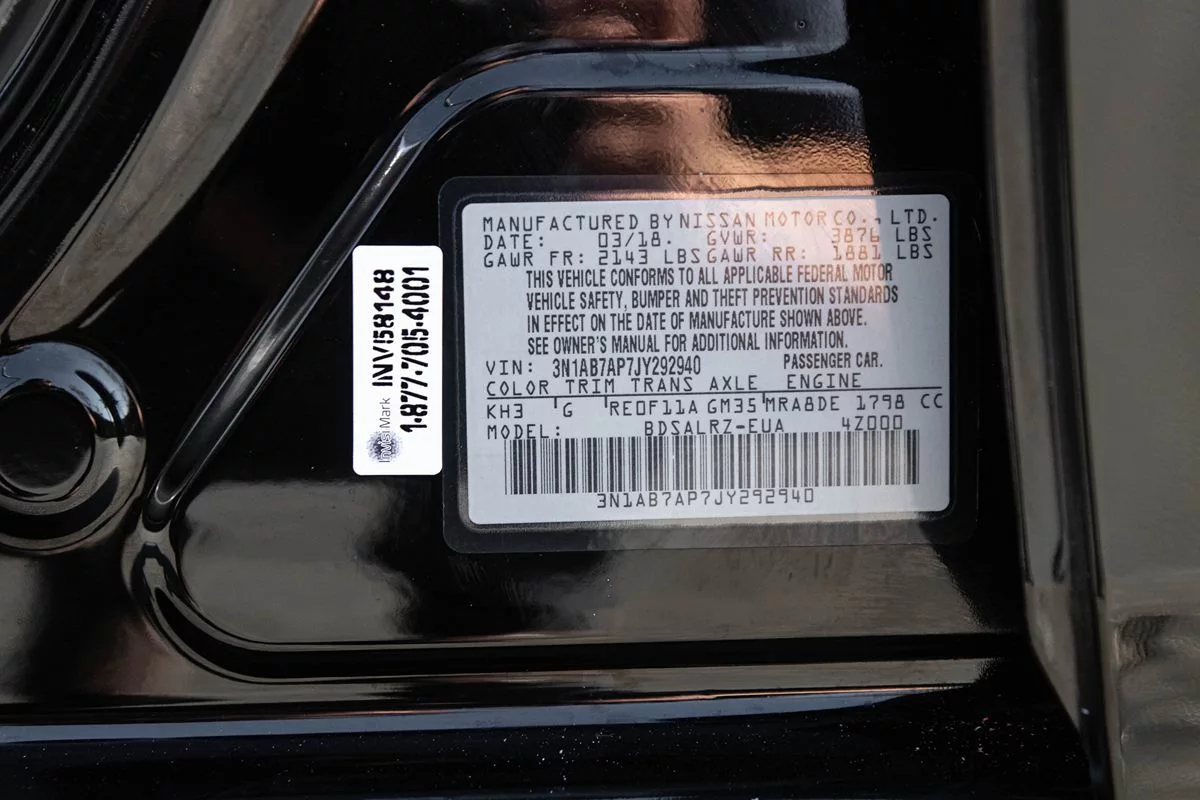 MANUFACTURED BY NISSAN MOTOR CO., LTD.
DATE: 03/18. GVWR: 3876 LBS
GAWR FR: 2143 LBS GAWR RR: 1881 LBS
THIS VEHICLE CONFORMS TO ALL APPLICABLE FEDERAL MOTOR
VEHICLE SAFETY, BUMPER AND THEFT PREVENTION STANDARDS
IN EFFECT ON THE DATE OF MANUFACTURE SHOWN ABOVE.
SEE OWNER'S MANUAL FOR ADDITIONAL INFORMATION.
VIN: 3N1AB7AP7JY292940 PASSENGER CAR.
COLOR TRIM TRANS AXLE ENGINE
KH3 G RE0F11A GM35 MRA8DE 1798 CC
MODEL: BDSALRZ-EUA 4Z000
3N1AB7AP7JY292940
InvisiMark INV58148
1-877-705-4001